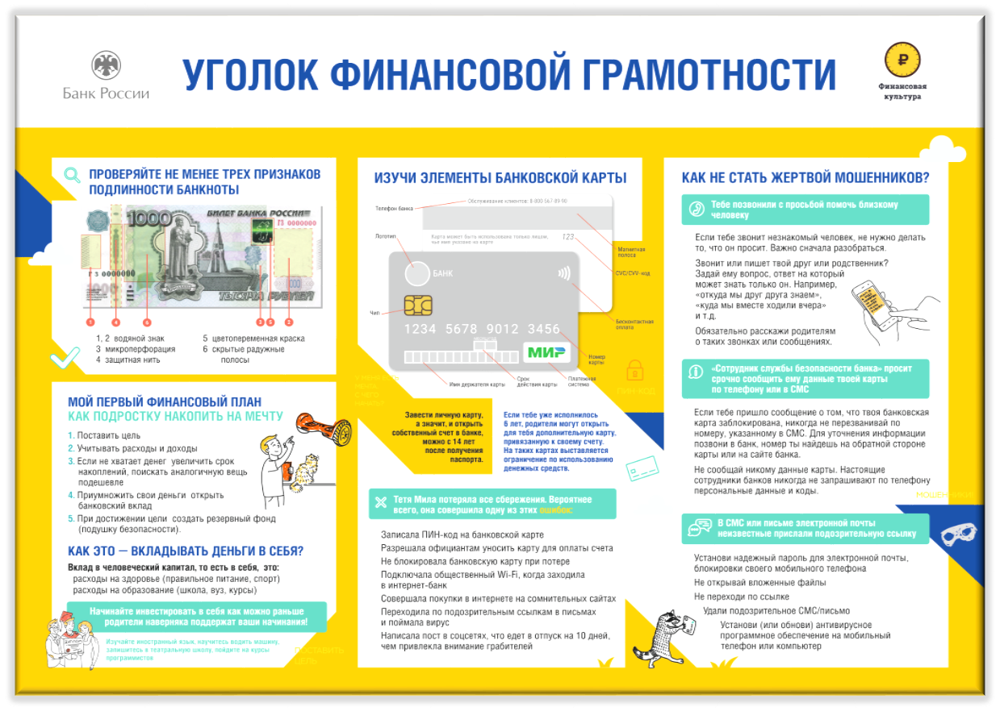 Банк России
УГОЛОК ФИНАНСОВОЙ ГРАМОТНОСТИ
Финансовая
культура
ПРОВЕРЯЙТЕ НЕ МЕНЕЕ ТРЕХ ПРИЗНАКОВ
ПОДЛИННОСТИ БАНКНОТЫ
1000
БИЛЕТ БАНКА РОССИИ
ГЗ 0000000
ГЗ 0000000
1000
1000
ТЫСЯЧА РУБЛЕЙ
1 4 6 3 5 2
1, 2 водяной знак
3 микроперфорация
4 защитная нить
5 цветопеременная краска
6 скрытые радужные
полосы
МОЙ ПЕРВЫЙ ФИНАНСОВЫЙ ПЛАН
КАК ПОДРОСТКУ НАКОПИТЬ НА МЕЧТУ
1. Поставить цель
2. Учитывать расходы и доходы
3. Если не хватает денег увеличить срок
накоплений, поискать аналогичную вещь
подешевле
4. Приумножить свои деньги открыть
банковский вклад
5. При достижении цели создать резервный фонд
(подушку безопасности).
КАК ЭТО — ВКЛАДЫВАТЬ ДЕНЬГИ В СЕБЯ?
Вклад в человеческий капитал, то есть в себя, это:
расходы на здоровье (правильное питание, спорт)
расходы на образование (школа, вуз, курсы)
Начинайте инвестировать в себя как можно раньше
родители наверняка поддержат ваши начинания!
Изучайте иностранный язык, научитесь водить машину,
запишитесь в театральную школу, пойдите на курсы
программистов
ПОСТАВИТЬ
ЦЕЛЬ
ИЗУЧИ ЭЛЕМЕНТЫ БАНКОВСКОЙ КАРТЫ
Обслуживание клиентов: 8-800-567-89-90
Телефон банка
Логотип
Карта может быть использована только лицом,
чье имя указано на карте
123
Магнитная
полоса
CVC/CVV-код
БАНК
Чип
Бесконтактная
оплата
1234 5678 9012 3456
МИР
Номер
карты
Имя держателя карты
Срок
действия карты
Платежная
система
ПИН-КОД
Завести личную карту,
а значит, и открыть
собственный счет в банке,
можно с 14 лет
после получения
паспорта.
Если тебе уже исполнилось
6 лет, родители могут открыть
для тебя дополнительную карту,
привязанную к своему счету.
На таких картах выставляется
ограничение по использованию
денежных средств.
Тетя Мила потеряла все сбережения. Вероятнее
всего, она совершила одну из этих ошибок:
Записала ПИН-код на банковской карте
Разрешала официантам уносить карту для оплаты счета
Не блокировала банковскую карту при потере
Подключала общественный Wi-Fi, когда заходила
в интернет-банк
Совершала покупки в интернете на сомнительных сайтах
Переходила по подозрительным ссылкам в письмах
и поймала вирус
Написала пост в соцсетях, что едет в отпуск на 10 дней,
чем привлекла внимание грабителей
КАК НЕ СТАТЬ ЖЕРТВОЙ МОШЕННИКОВ?
Тебе позвонили с просьбой помочь близкому
человеку
Если тебе звонит незнакомый человек, не нужно делать
то, что он просит. Важно сначала разобраться.
Звонит или пишет твой друг или родственник?
Задай ему вопрос, ответ на который
может знать только он. Например,
«откуда мы друг друга знаем»,
«куда мы вместе ходили вчера»
и т.д.
Обязательно расскажи родителям
о таких звонках или сообщениях.
«Сотрудник службы безопасности банка» просит
срочно сообщить ему данные твоей карты
по телефону или в СМС
Если тебе пришло сообщение о том, что твоя банковская
карта заблокирована, никогда не перезванивай по
номеру, указанному в СМС. Для уточнения информации
позвони в банк, номер ты найдешь на обратной стороне
карты или на сайте банка.
Не сообщай никому данные карты. Настоящие
сотрудники банков никогда не запрашивают по телефону
персональные данные и коды.
МОШЕННИКИ
В СМС или письме электронной почты
неизвестные прислали подозрительную ссылку
Установи надежный пароль для электронной почты,
блокировки своего мобильного телефона
Не открывай вложенные файлы
Не переходи по ссылке
Удали подозрительное СМС/письмо
Установи (или обнови) антивирусное
программное обеспечение на мобильный
телефон или компьютер